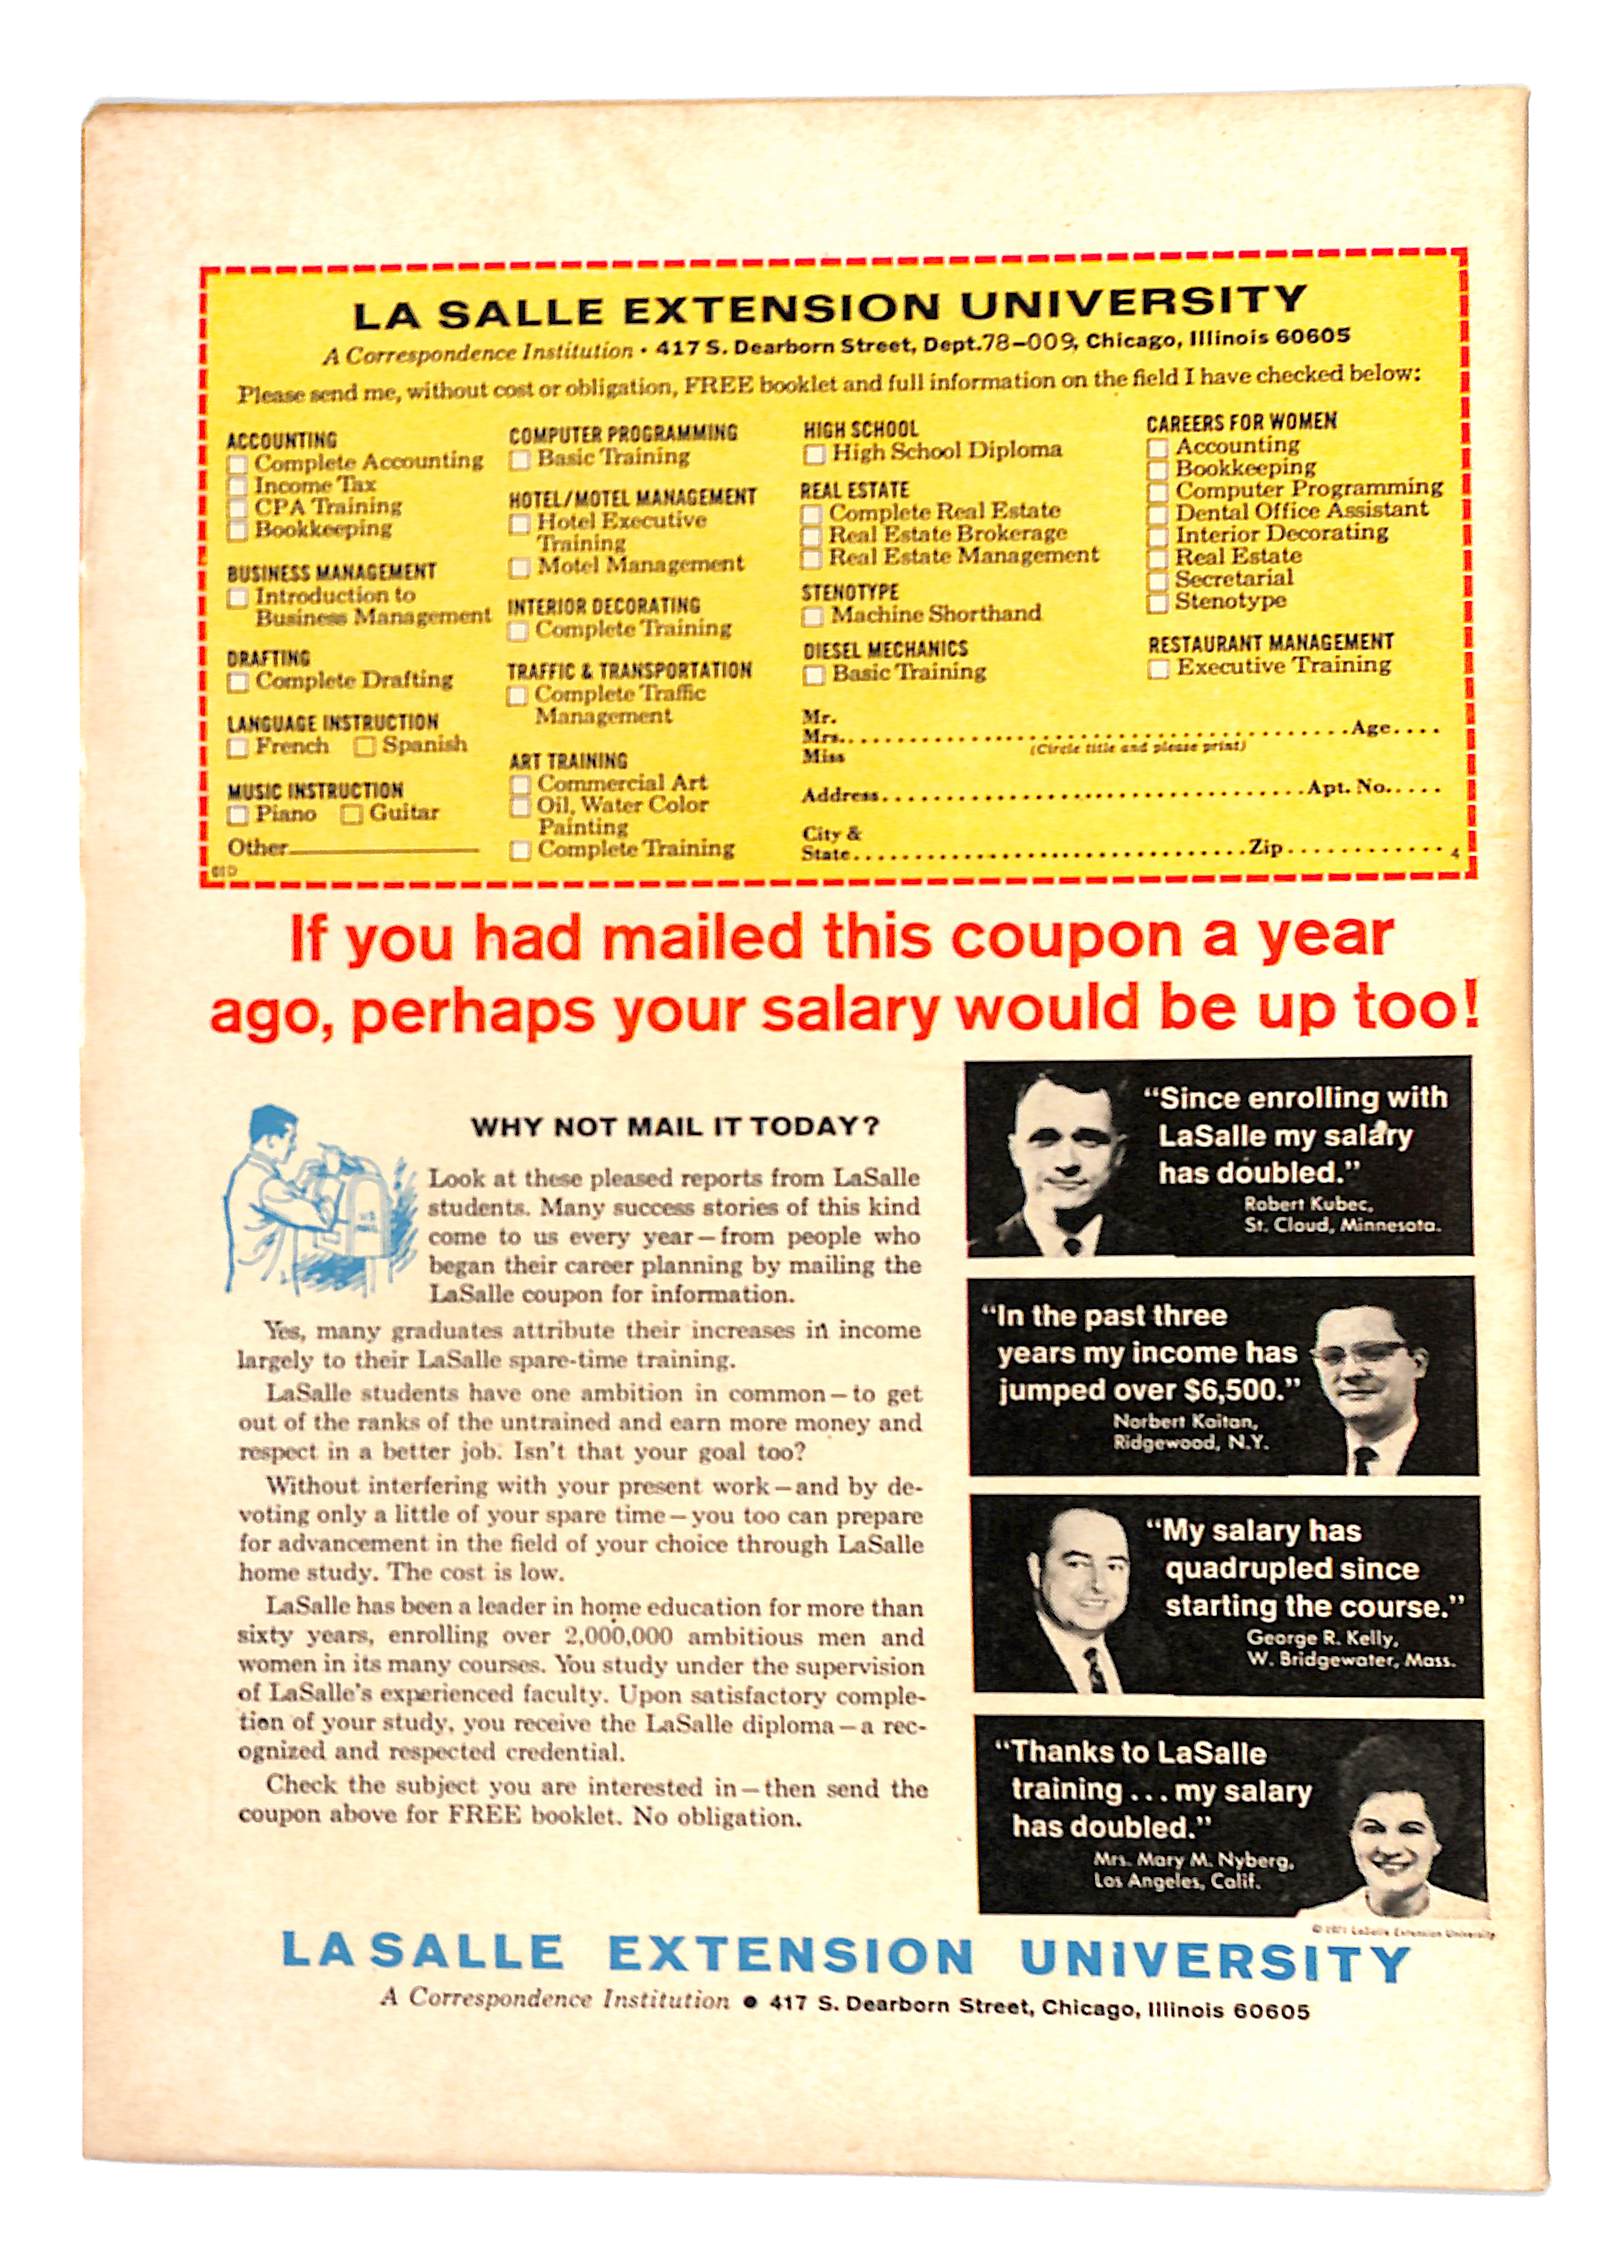 LA SALLE EXTENSION UNIVERSITY
A Correspondence Institution • 417 S. Dearborn Street, Dept. 78-009, Chicago, Illinois 60605
Please send me, without cost or obligation, FREE booklet and full information on the field I have checked below:
ACCOUNTING
Complete Accounting
Income Tax
CPA Training
Bookkeeping
BUSINESS MANAGEMENT
Introduction to
Business Management
DRAFTING
Complete Drafting
LANGUAGE INSTRUCTION
French Spanish
MUSIC INSTRUCTION
Piano Guitar
Other
COMPUTER PROGRAMMING
Basic Training
HOTEL/MOTEL MANAGEMENT
Hotel Executive
Training
Motel Management
INTERIOR DECORATING
Complete Training
TRAFFIC & TRANSPORTATION
Complete Traffic
Management
ART TRAINING
Commercial Art
Oil, Water Color
Painting
Complete Training
HIGH SCHOOL
High School Diploma
REAL ESTATE
Complete Real Estate
Real Estate Brokerage
Real Estate Management
STENOTYPE
Machine Shorthand
DIESEL MECHANICS
Basic Training
CAREERS FOR WOMEN
Accounting
Bookkeeping
Computer Programming
Dental Office Assistant
Interior Decorating
Real Estate
Secretarial
Stenotype
RESTAURANT MANAGEMENT
Executive Training
Mr.
Mrs. Age
Miss (Circle title and please print)
Address Apt. No.
City &
State Zip 4
If you had mailed this coupon a year
ago, perhaps your salary would be up too!
WHY NOT MAIL IT TODAY?
Look at these pleased reports from LaSalle
students. Many success stories of this kind
come to us every year—from people who
began their career planning by mailing the
LaSalle coupon for information.
Yes, many graduates attribute their increases in income
largely to their LaSalle spare-time training.
LaSalle students have one ambition in common—to get
out of the ranks of the untrained and earn more money and
respect in a better job. Isn't that your goal too?
Without interfering with your present work—and by de-
voting only a little of your spare time—you too can prepare
for advancement in the field of your choice through LaSalle
home study. The cost is low.
LaSalle has been a leader in home education for more than
sixty years, enrolling over 2,000,000 ambitious men and
women in its many courses. You study under the supervision
of LaSalle's experienced faculty. Upon satisfactory comple-
tion of your study, you receive the LaSalle diploma—a rec-
ognized and respected credential.
Check the subject you are interested in—then send the
coupon above for FREE booklet. No obligation.
"Since enrolling with
LaSalle my salary
has doubled."
Robert Kubec,
St. Cloud, Minnesota.
"In the past three
years my income has
jumped over $6,500."
Norbert Kaitan,
Ridgewood, N.Y.
"My salary has
quadrupled since
starting the course."
George R. Kelly,
W. Bridgewater, Mass.
"Thanks to LaSalle
training... my salary
has doubled."
Mrs. Mary M. Nyberg,
Los Angeles, Calif.
© 1971 LaSalle Extension University
LA SALLE EXTENSION UNIVERSITY
A Correspondence Institution • 417 S. Dearborn Street, Chicago, Illinois 60605